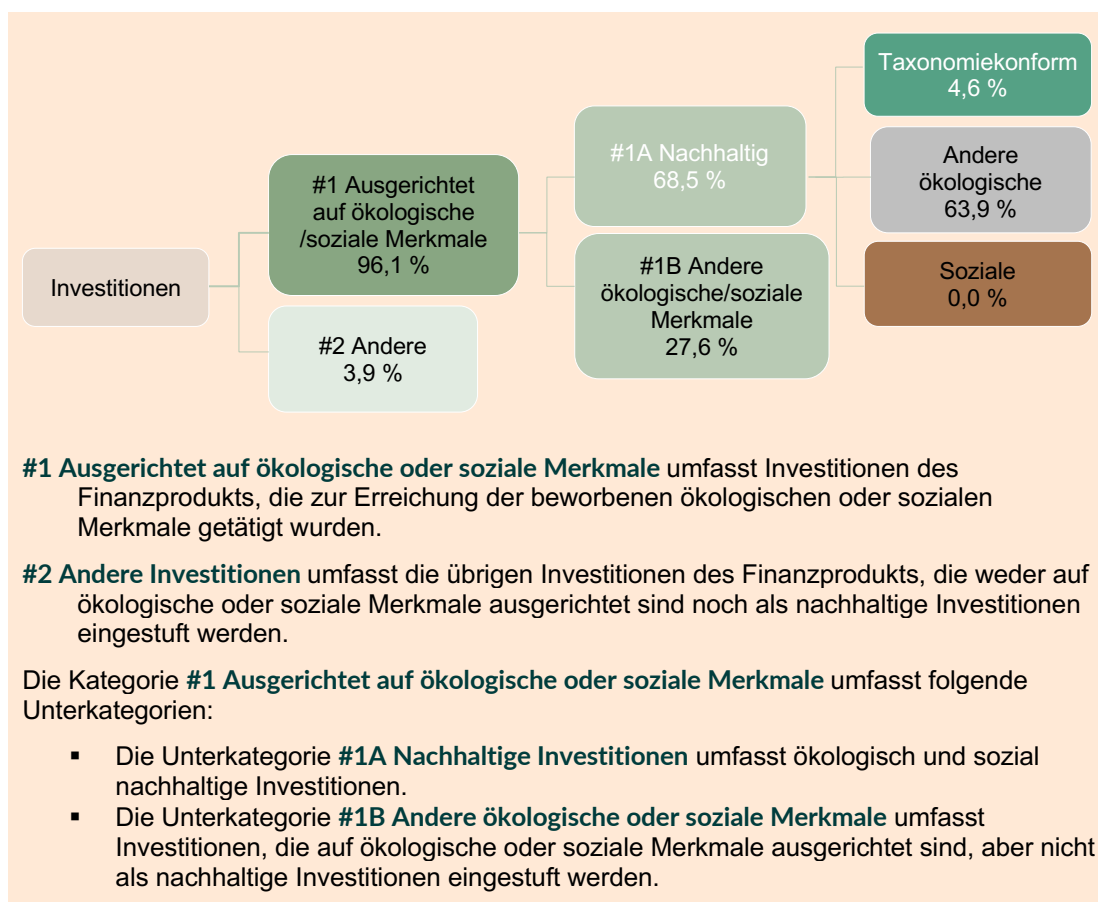 Taxonomiekonform
4,6 %
#1A Nachhaltig
68,5 %
Andere
ökologische
63,9 %
#1 Ausgerichtet
auf ökologische
/soziale Merkmale
96,1 %
Investitionen
#1B Andere
ökologische/soziale
Merkmale
27,6 %
Soziale
0,0 %
#2 Andere
3,9 %
#1 Ausgerichtet auf ökologische oder soziale Merkmale umfasst Investitionen des
Finanzprodukts, die zur Erreichung der beworbenen ökologischen oder sozialen
Merkmale getätigt wurden.
#2 Andere Investitionen umfasst die übrigen Investitionen des Finanzprodukts, die weder auf
ökologische oder soziale Merkmale ausgerichtet sind noch als nachhaltige Investitionen
eingestuft werden.
Die Kategorie #1 Ausgerichtet auf ökologische oder soziale Merkmale umfasst folgende
Unterkategorien:
▪ Die Unterkategorie #1A Nachhaltige Investitionen umfasst ökologisch und sozial
nachhaltige Investitionen.
▪ Die Unterkategorie #1B Andere ökologische oder soziale Merkmale umfasst
Investitionen, die auf ökologische oder soziale Merkmale ausgerichtet sind, aber nicht
als nachhaltige Investitionen eingestuft werden.